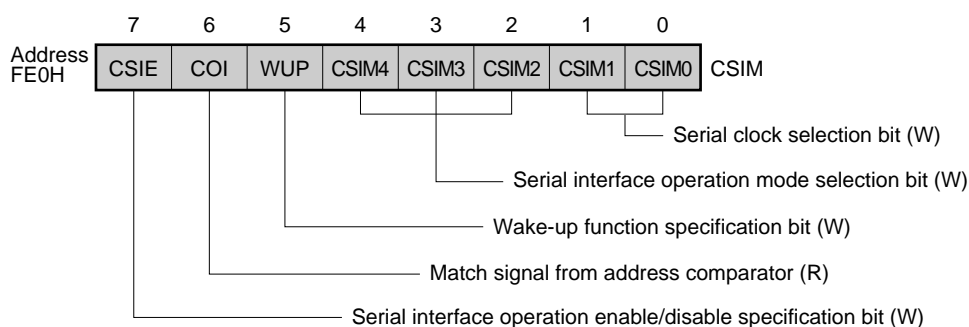 7 6 5 4 3 2 1 0
Address
FE0H
CSIE COI WUP CSIM4 CSIM3 CSIM2 CSIM1 CSIM0 CSIM
Serial clock selection bit (W)
Serial interface operation mode selection bit (W)
Wake-up function specification bit (W)
Match signal from address comparator (R)
Serial interface operation enable/disable specification bit (W)